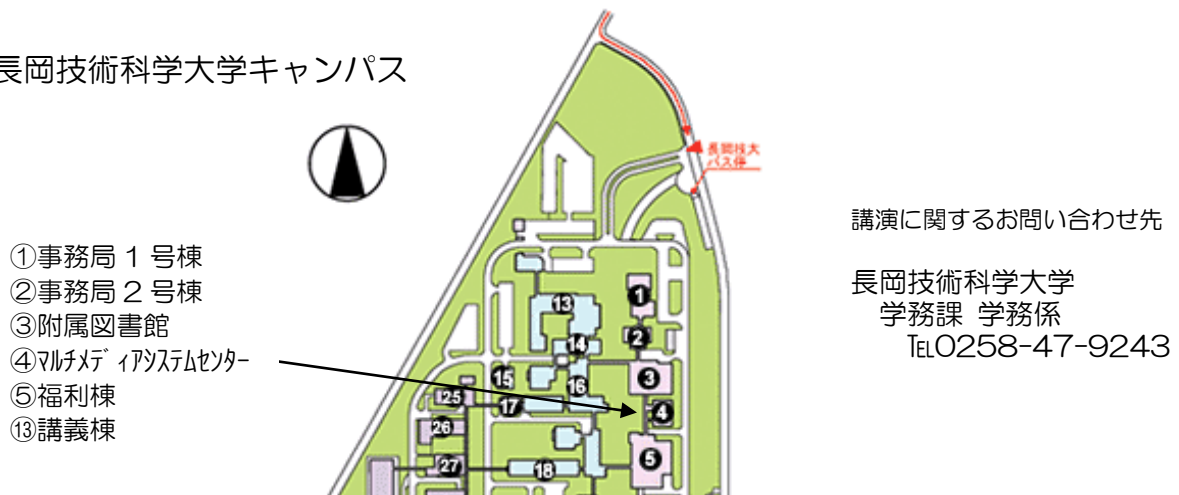 長岡技術科学大学キャンパス
長岡技大
バス停
①事務局1号棟
②事務局2号棟
③附属図書館
④マルチメディアシステムセンター
⑤福利棟
⑬講義棟
講演に関するお問い合わせ先
長岡技術科学大学
学務課 学務係
℡0258-47-9243
1
13
2
14
3
15
16
25
17
4
26
5
27
18